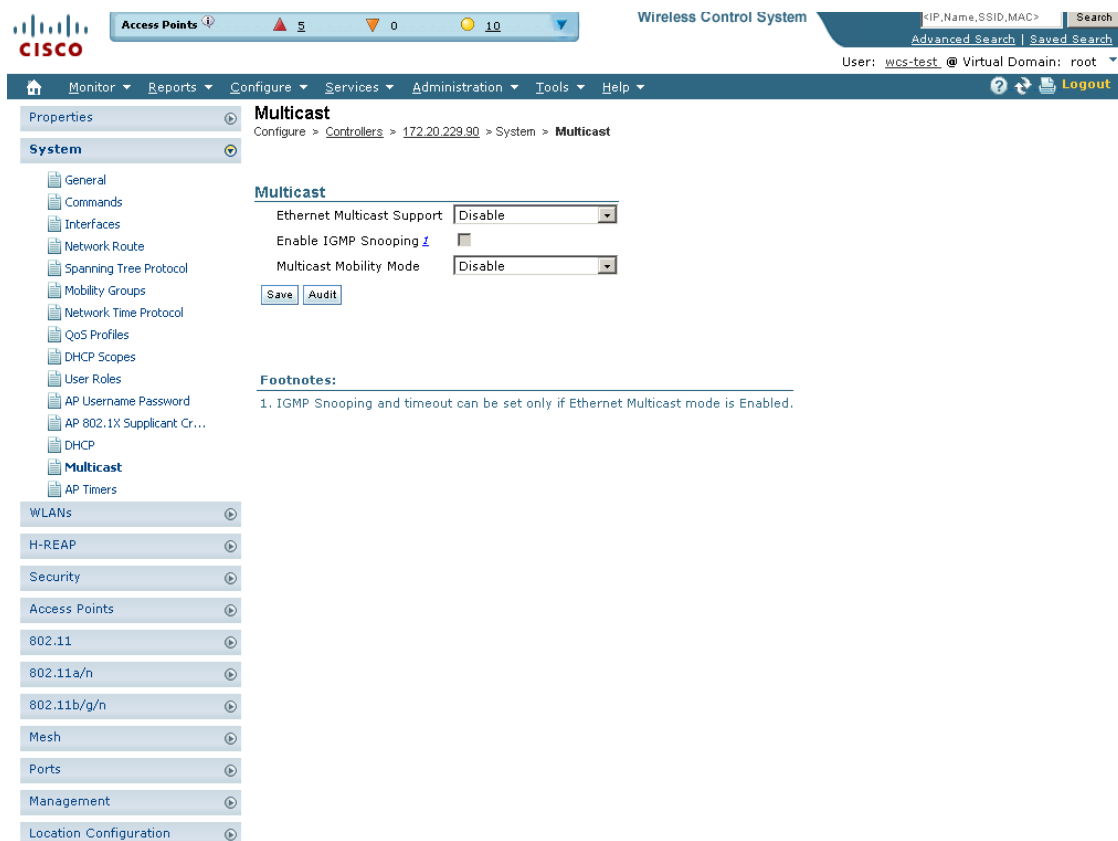 Access Points 5 0 10 Wireless Control System <IP,Name,SSID,MAC> Search
CISCO
Advanced Search | Saved Search
User: wcs-test @ Virtual Domain: root
Monitor Reports Configure Services Administration Tools Help Logout
Properties
System
General
Commands
Interfaces
Network Route
Spanning Tree Protocol
Mobility Groups
Network Time Protocol
QoS Profiles
DHCP Scopes
User Roles
AP Username Password
AP 802.1X Supplicant Cr...
DHCP
Multicast
AP Timers
WLANs
H-REAP
Security
Access Points
802.11
802.11a/n
802.11b/g/n
Mesh
Ports
Management
Location Configuration
Multicast
Configure > Controllers > 172.20.229.90 > System > Multicast
Multicast
Ethernet Multicast Support Disable
Enable IGMP Snooping 1
Multicast Mobility Mode Disable
Save Audit
Footnotes:
1. IGMP Snooping and timeout can be set only if Ethernet Multicast mode is Enabled.